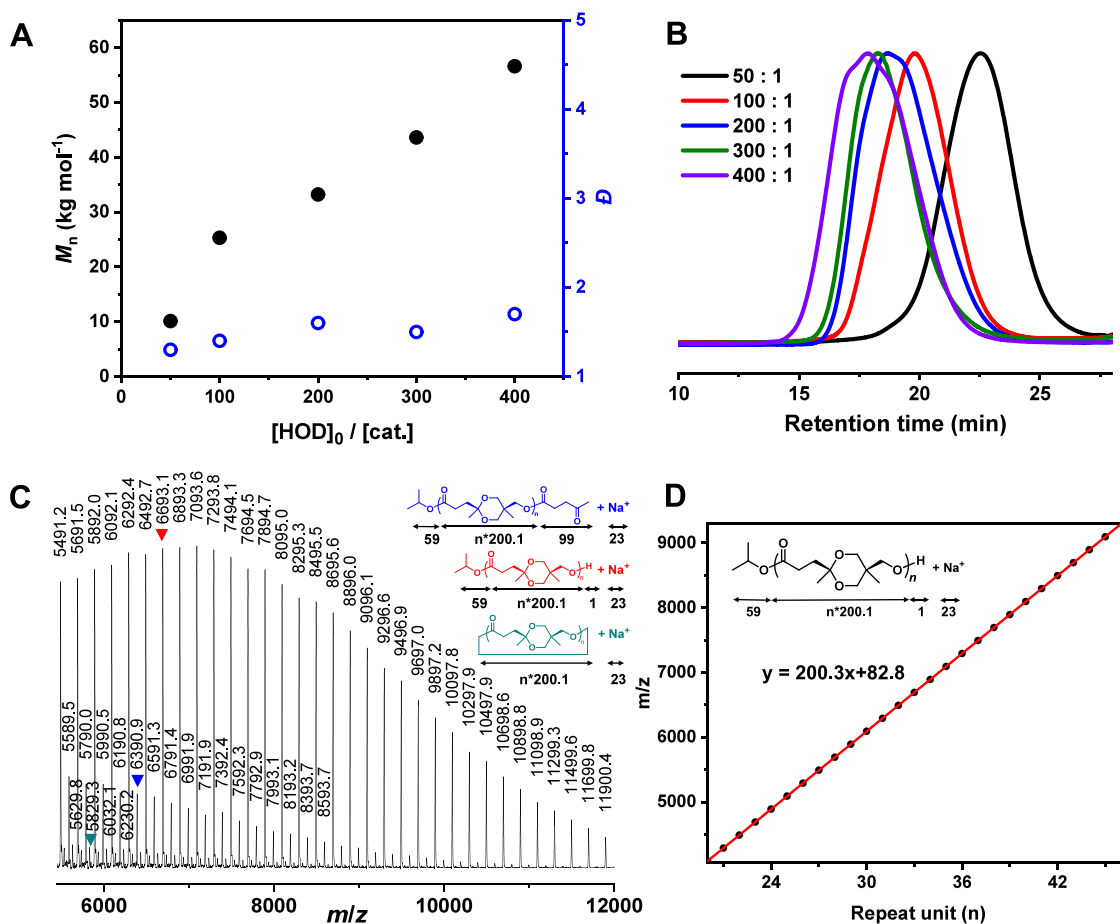 A
60
50
40
30
20
10
0
Mn (kg mol⁻¹)
5
4
3
2
1
Đ
0 100 200 300 400
[HOD]0 / [cat.]
B
50 : 1
100 : 1
200 : 1
300 : 1
400 : 1
10 15 20 25
Retention time (min)
C
5491.2
5691.5
5892.0
6092.1
6292.4
6492.7
6693.1
6893.3
7093.6
7293.8
7494.1
7694.5
7894.7
8095.0
8295.3
8495.5
8695.6
8896.0
9096.1
9296.6
9496.9
9697.0
9897.2
10097.8
10297.9
10497.9
10698.6
10898.8
11098.9
11299.3
11499.6
11699.8
11900.4
5589.5
5790.0
5990.5
6190.8
6390.9
6591.3
6791.4
6991.9
7191.9
7392.4
7592.3
7792.9
7993.1
8193.2
8393.7
8593.7
5629.8
5829.3
6032.1
6230.2
O O O O n O O + Na⁺
59 n*200.1 99 23
O O O O O n H + Na⁺
59 n*200.1 1 23
O O O O n + Na⁺
n*200.1 23
6000 8000 10000 12000
m/z
D
9000
8000
7000
6000
5000
m/z
O O O O O H n + Na⁺
59 n*200.1 1 23
y = 200.3x+82.8
24 30 36 42
Repeat unit (n)